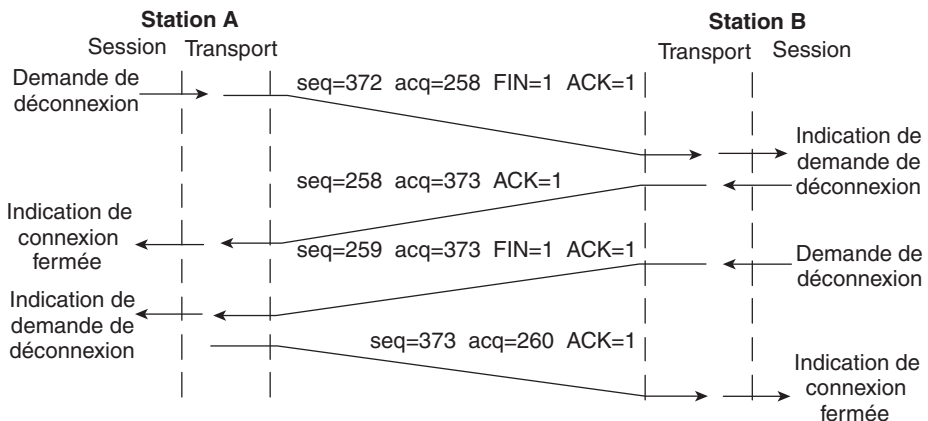 Station A
Station B
Session Transport
Transport Session
Demande de
déconnexion
seq=372 acq=258 FIN=1 ACK=1
Indication de
demande de
déconnexion
seq=258 acq=373 ACK=1
Indication de
connexion
fermée
seq=259 acq=373 FIN=1 ACK=1
Demande de
déconnexion
Indication de
demande de
déconnexion
seq=373 acq=260 ACK=1
Indication de
connexion
fermée